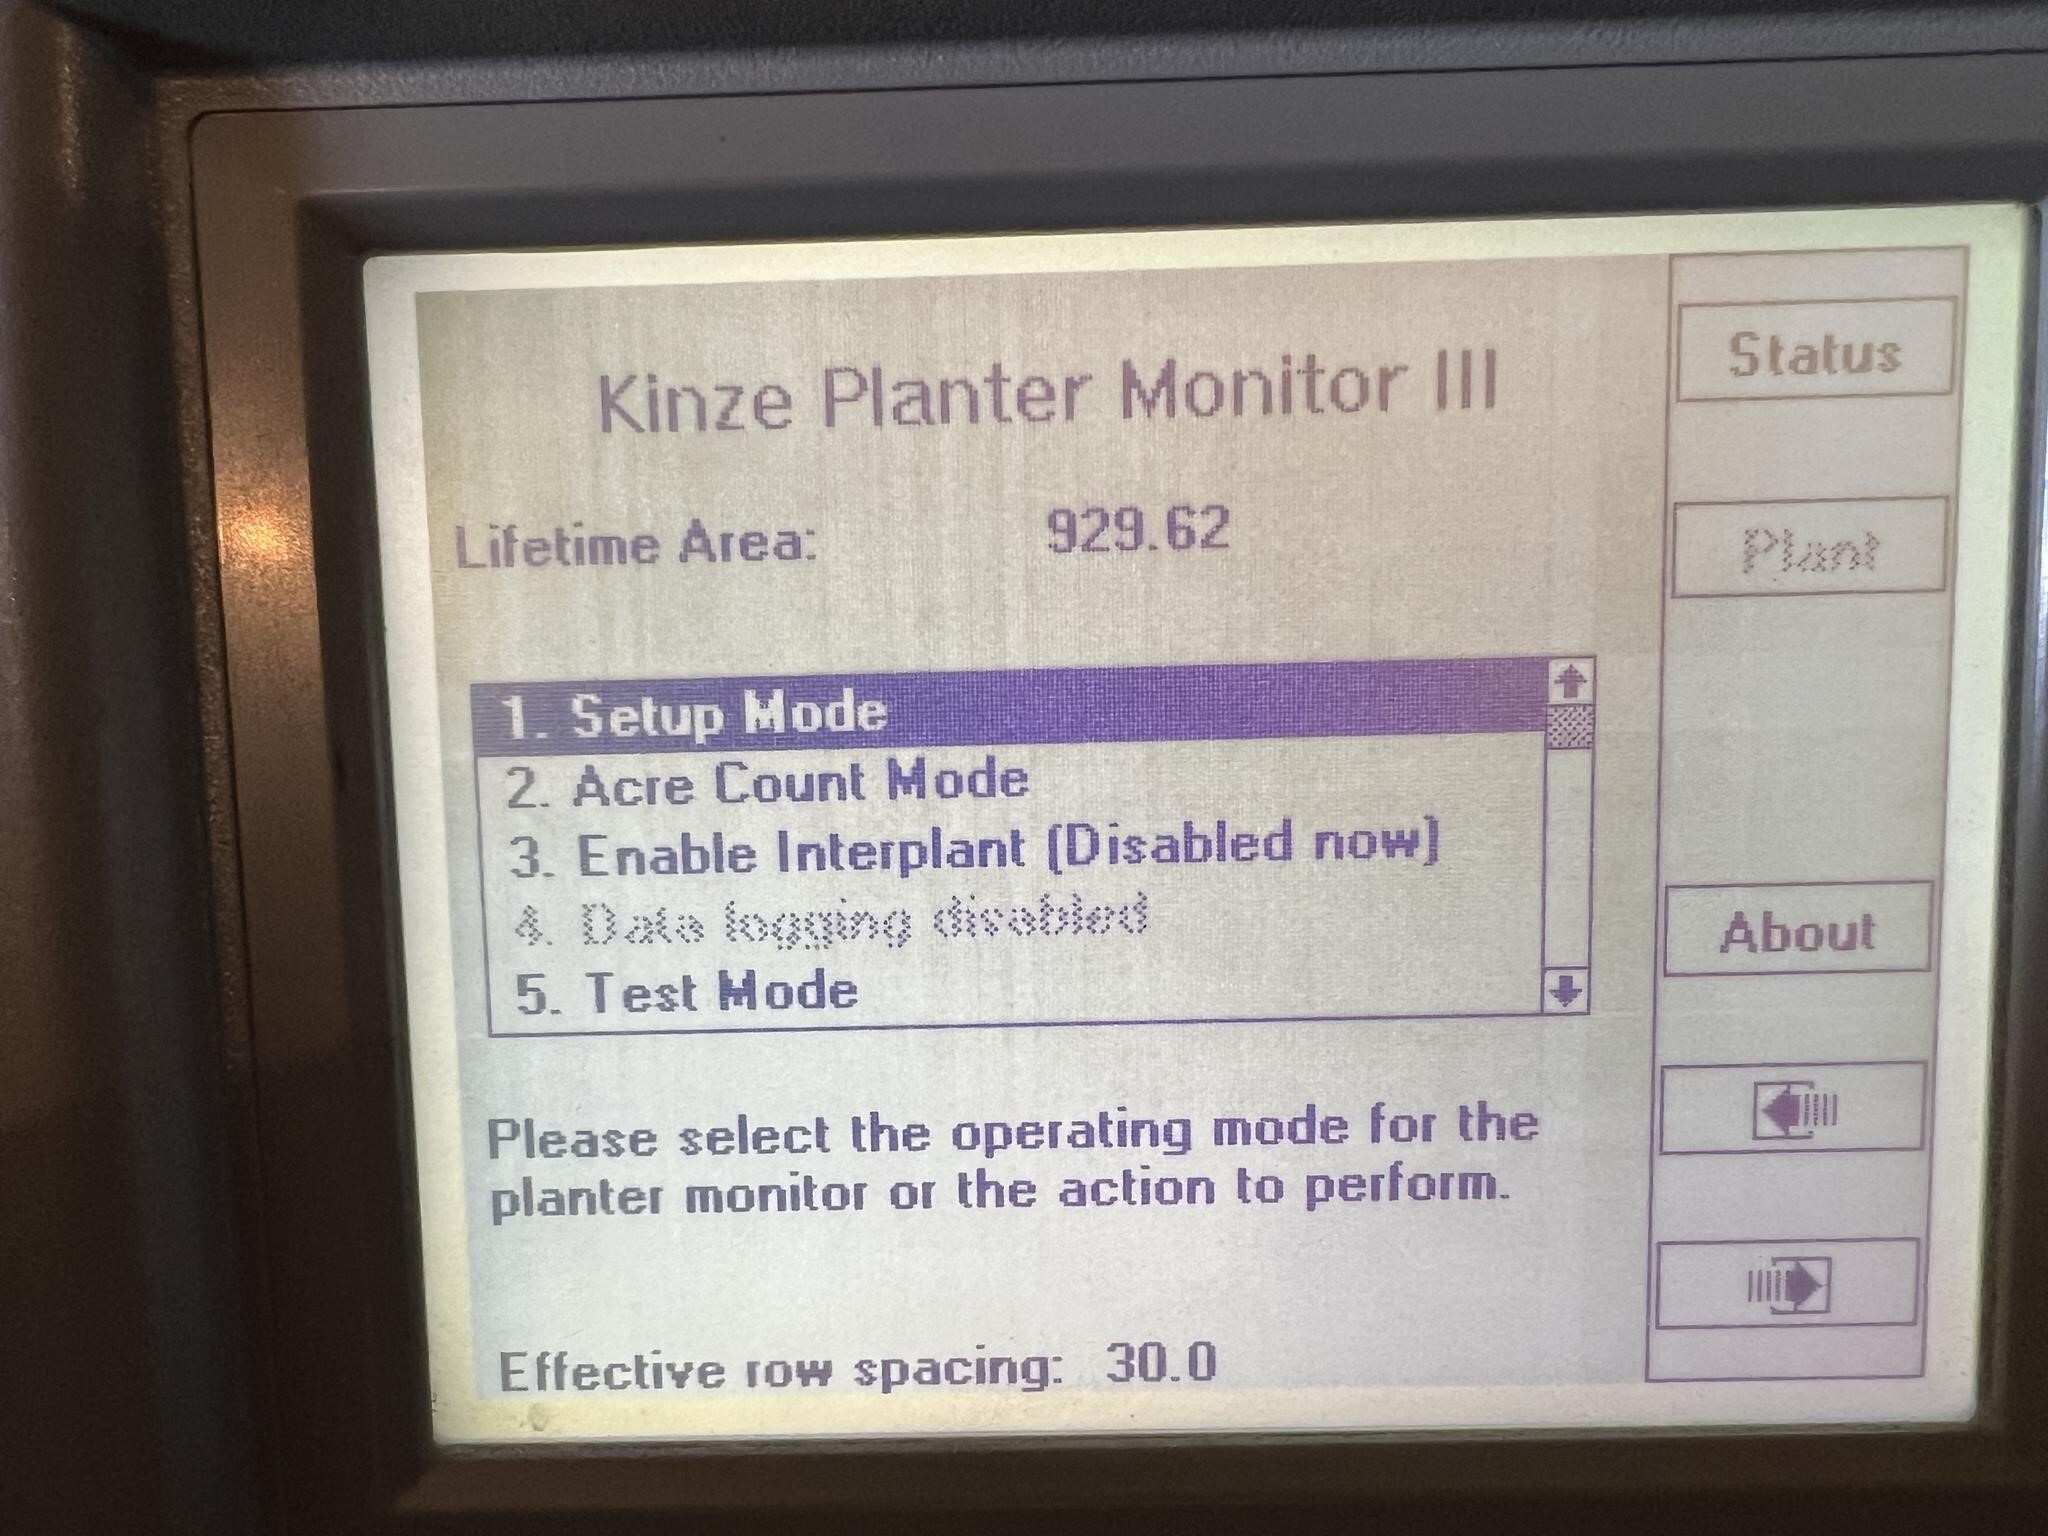 Kinze Planter Monitor III
Lifetime Area: 929.62
1. Setup Mode
2. Acre Count Mode
3. Enable Interplant (Disabled now)
4. Data logging disabled
5. Test Mode
Please select the operating mode for the
planter monitor or the action to perform.
Effective row spacing: 30.0
Status
Plant
About